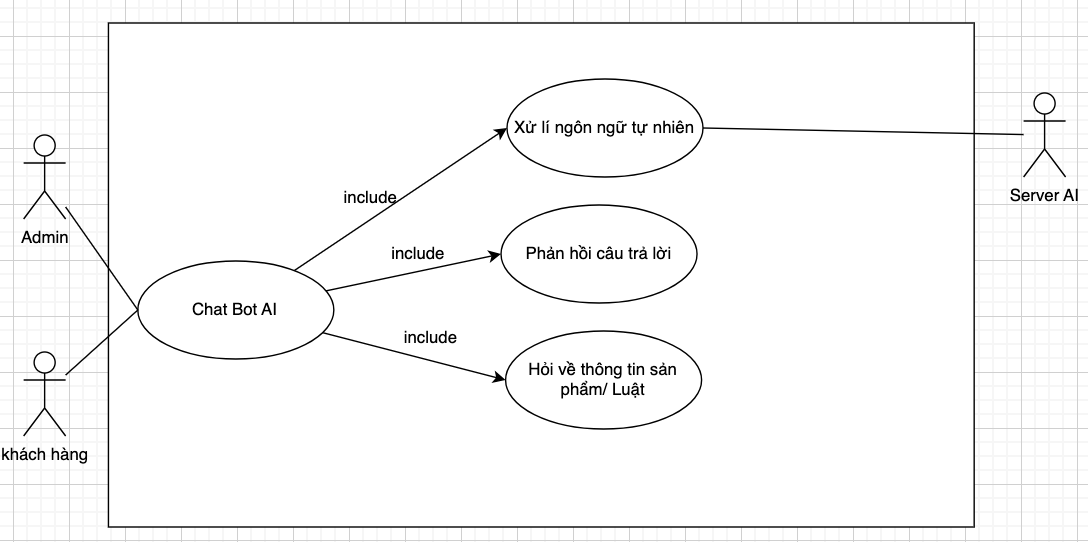 Xử lí ngôn ngữ tự nhiên
Server AI
include
Admin
include
Phản hồi câu trả lời
Chat Bot AI
include
Hỏi về thông tin sản
phẩm/ Luật
khách hàng